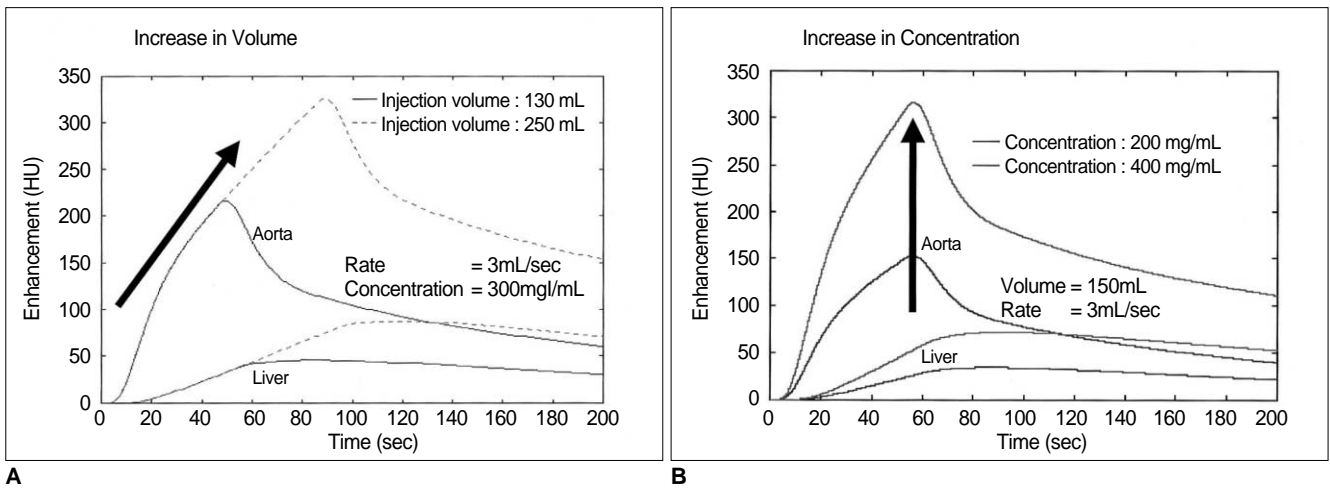 Increase in Volume
350
300
250
200
150
100
50
0
Enhancement (HU)
Injection volume : 130 mL
Injection volume : 250 mL
Aorta
Rate = 3mL/sec
Concentration = 300mgI/mL
Liver
0 20 40 60 80 100 120 140 160 180 200
Time (sec)
A
Increase in Concentration
350
300
250
200
150
100
50
0
Enhancement (HU)
Concentration : 200 mg/mL
Concentration : 400 mg/mL
Aorta
Volume = 150mL
Rate = 3mL/sec
Liver
0 20 40 60 80 100 120 140 160 180 200
Time (sec)
B